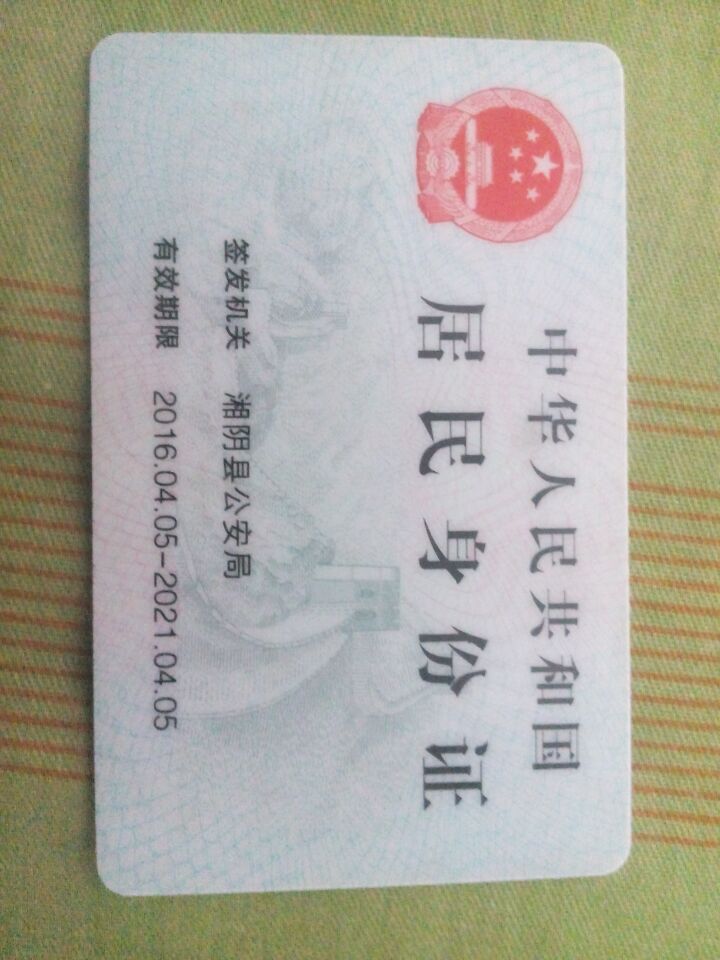 中华人民共和国
居民身份证
签发机关 湘阴县公安局
有效期限 2016.04.05-2021.04.05